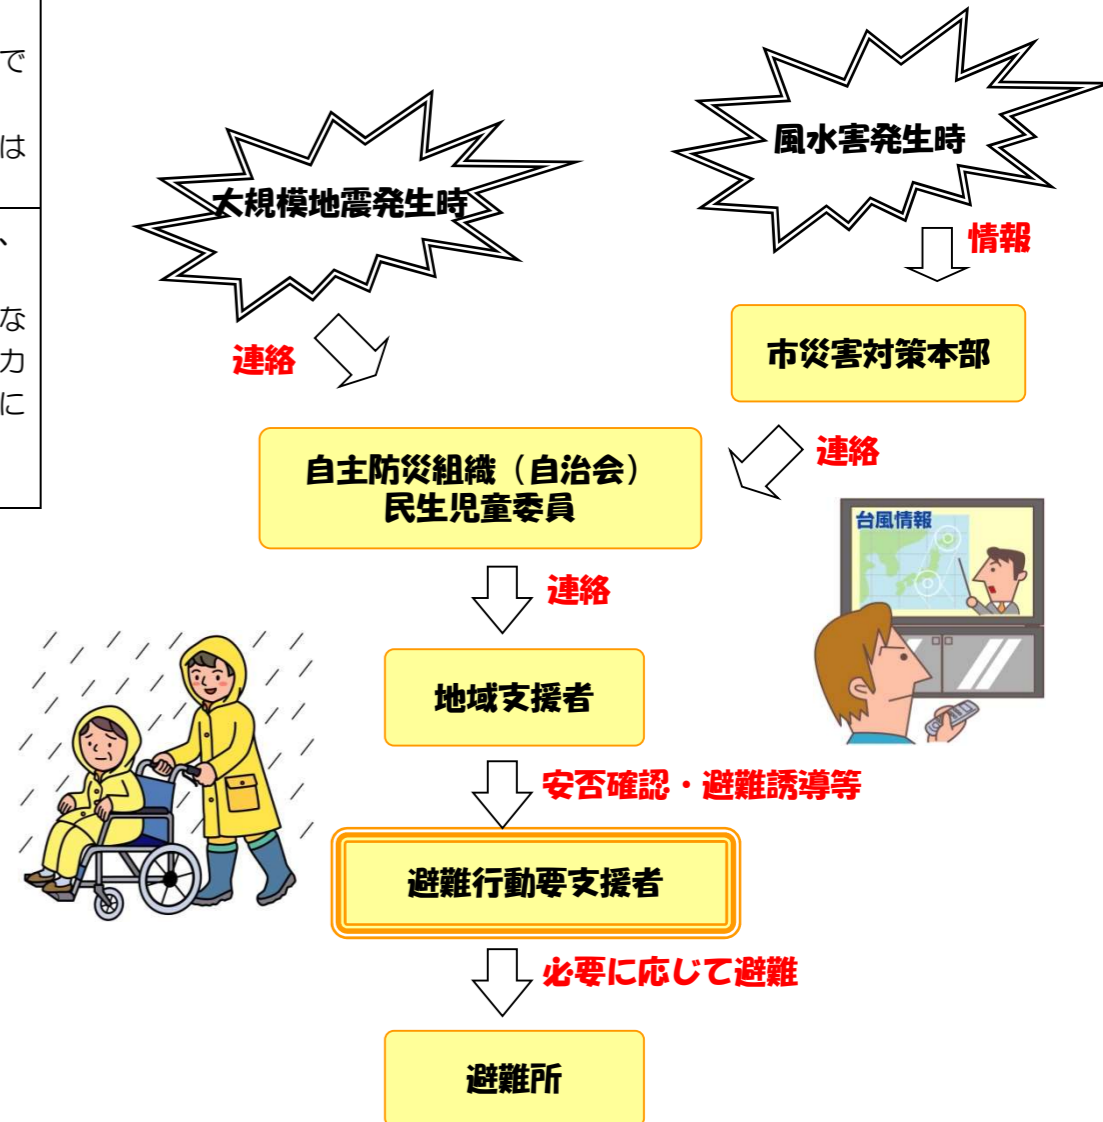 で
は
、
な
カ
に
風水害発生時
大規模地震発生時
情報
連絡
市災害対策本部
連絡
自主防災組織（自治会）
民生児童委員
台風情報
連絡
地域支援者
安否確認・避難誘導等
避難行動要支援者
必要に応じて避難
避難所